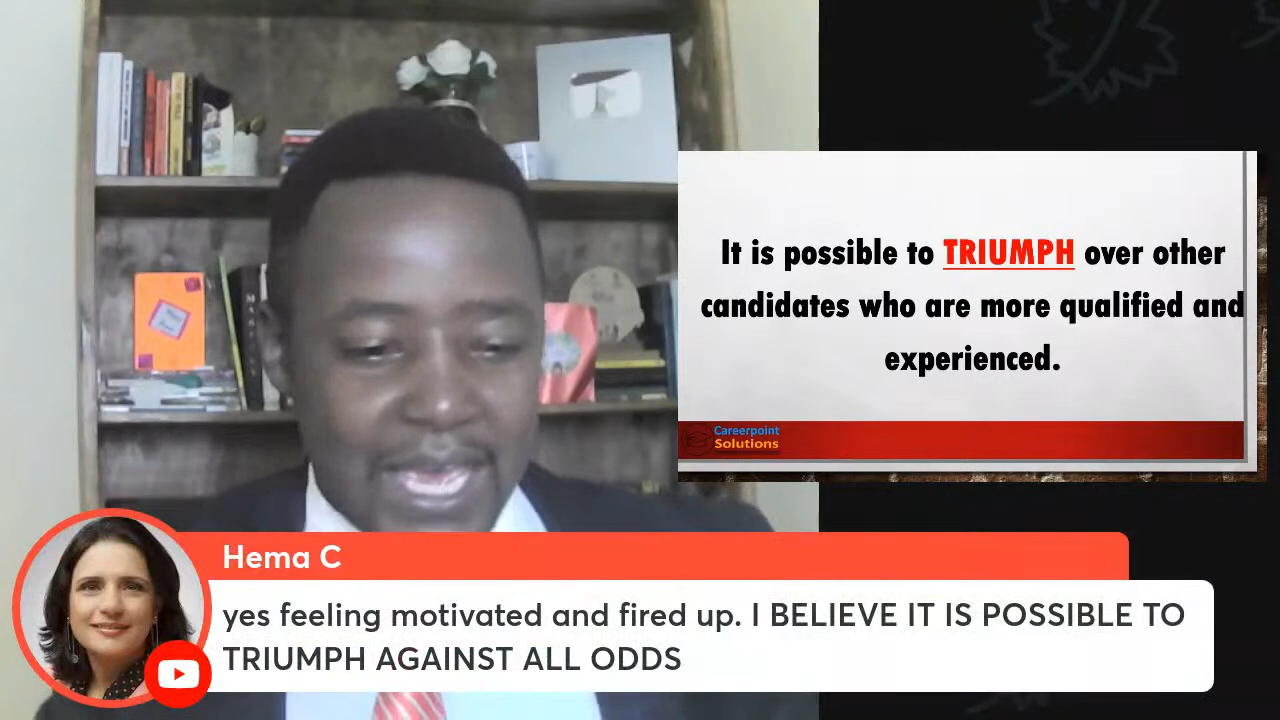 It is possible to TRIUMPH over other
candidates who are more qualified and
experienced.
Careerpoint
Solutions
Hema C
yes feeling motivated and fired up. I BELIEVE IT IS POSSIBLE TO
TRIUMPH AGAINST ALL ODDS